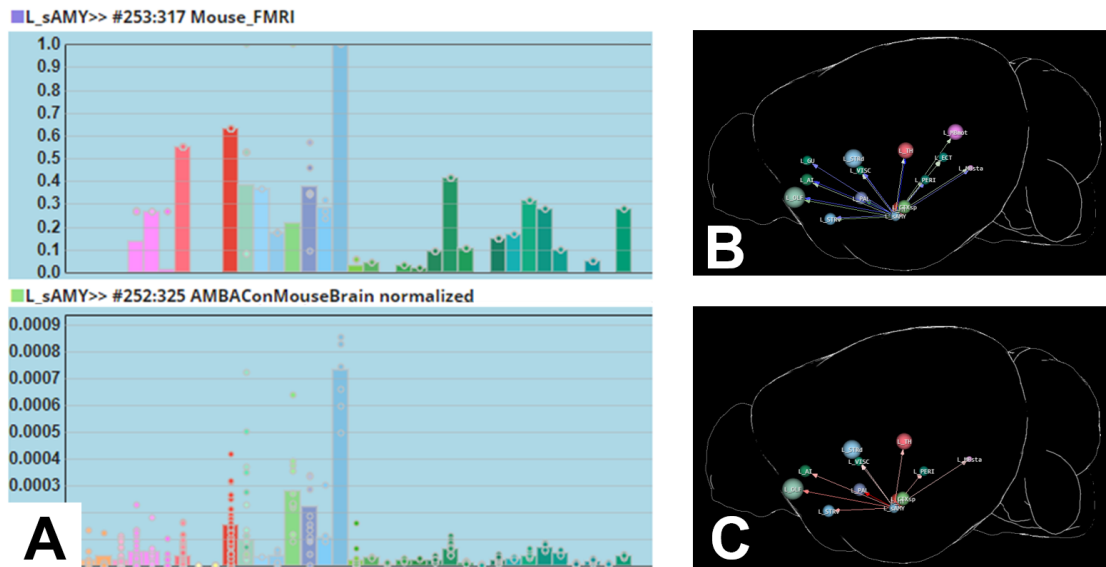 L_sAMY>> #253:317 Mouse_FMRI
1.0
0.9
0.8
0.7
0.6
0.5
0.4
0.3
0.2
0.1
0.0
L_sAMY>> #252:325 AMBAConMouseBrain normalized
0.0009
0.0008
0.0007
0.0006
0.0005
0.0004
0.0003
A
L_GU
L_STRd
L_VISC
L_TH
L_ECT
L_AI
L_PERI
L_OLF
L_PAL
L_STRv
L_sAMY
B
L_STRd
L_TH
L_VISC
L_AI
L_PERI
L_OLF
L_PAL
L_STRv
L_sAMY
C